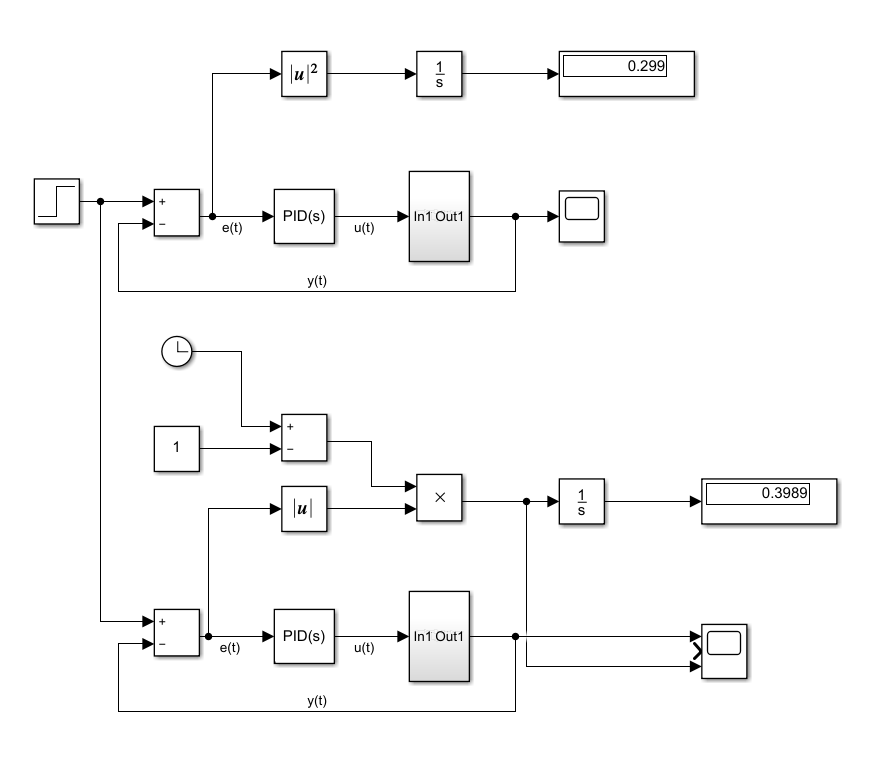 |u|²
1
s
0.299
+
−
e(t)
PID(s)
u(t)
In1 Out1
y(t)
1
+
−
|u|
×
1
s
0.3989
+
−
e(t)
PID(s)
u(t)
In1 Out1
y(t)